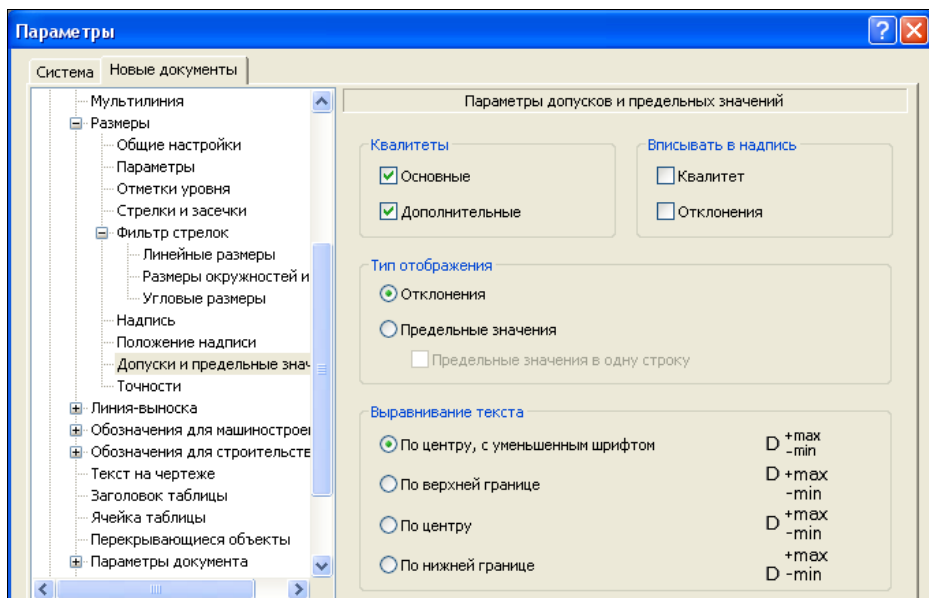 Параметры
Система
Новые документы
Мультилиния
Размеры
Общие настройки
Параметры
Отметки уровня
Стрелки и засечки
Фильтр стрелок
Линейные размеры
Размеры окружностей и
Угловые размеры
Надпись
Положение надписи
Допуски и предельные знач
Точности
Линия-выноска
Обозначения для машинострое
Обозначения для строительств
Текст на чертеже
Заголовок таблицы
Ячейка таблицы
Перекрывающиеся объекты
Параметры документа
Параметры допусков и предельных значений
Квалитеты
Основные
Дополнительные
Вписывать в надпись
Квалитет
Отклонения
Тип отображения
Отклонения
Предельные значения
Предельные значения в одну строку
Выравнивание текста
По центру, с уменьшенным шрифтом
D +max
-min
По верхней границе
D +max
-min
По центру
D +max
-min
По нижней границе
+max
D -min